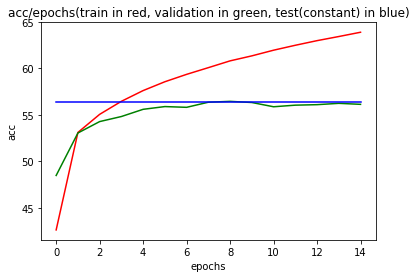 acc/epochs(train in red, validation in green, test(constant) in blue)
65
60
55
50
45
acc
0 2 4 6 8 10 12 14
epochs